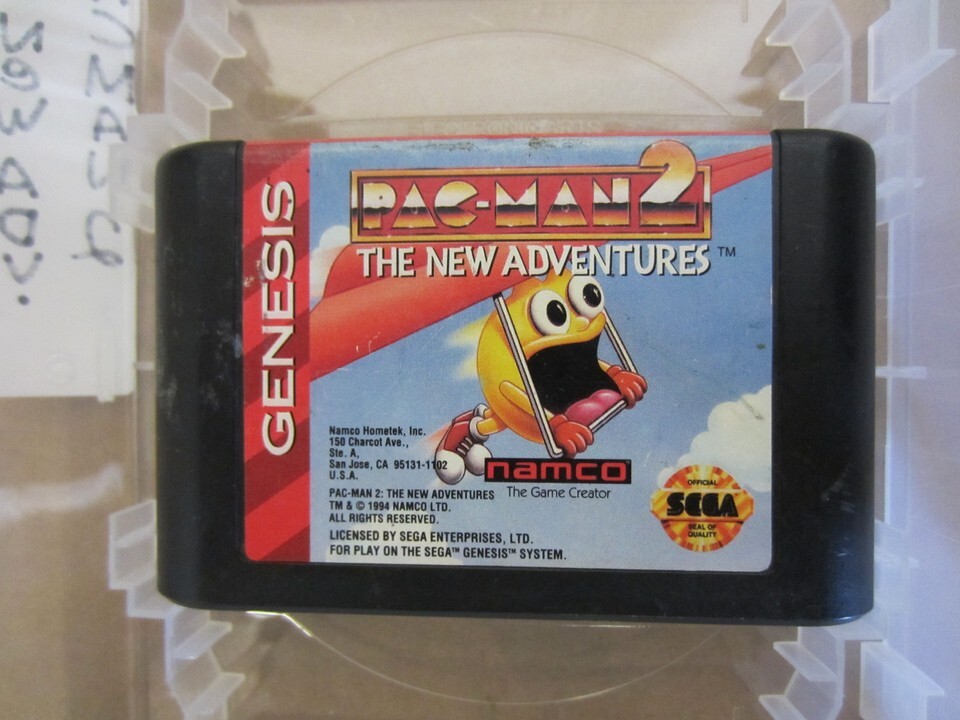 GENESIS
PAC-MAN 2
THE NEW ADVENTURES ™
Namco Hometek, Inc.
150 Charcot Ave.,
Ste. A,
San Jose, CA 95131-1102
U.S.A.
PAC-MAN 2: THE NEW ADVENTURES
TM & © 1994 NAMCO LTD.
ALL RIGHTS RESERVED.
LICENSED BY SEGA ENTERPRISES, LTD.
FOR PLAY ON THE SEGA™ GENESIS™ SYSTEM.
namco
The Game Creator
OFFICIAL
SEGA
SEAL OF
QUALITY